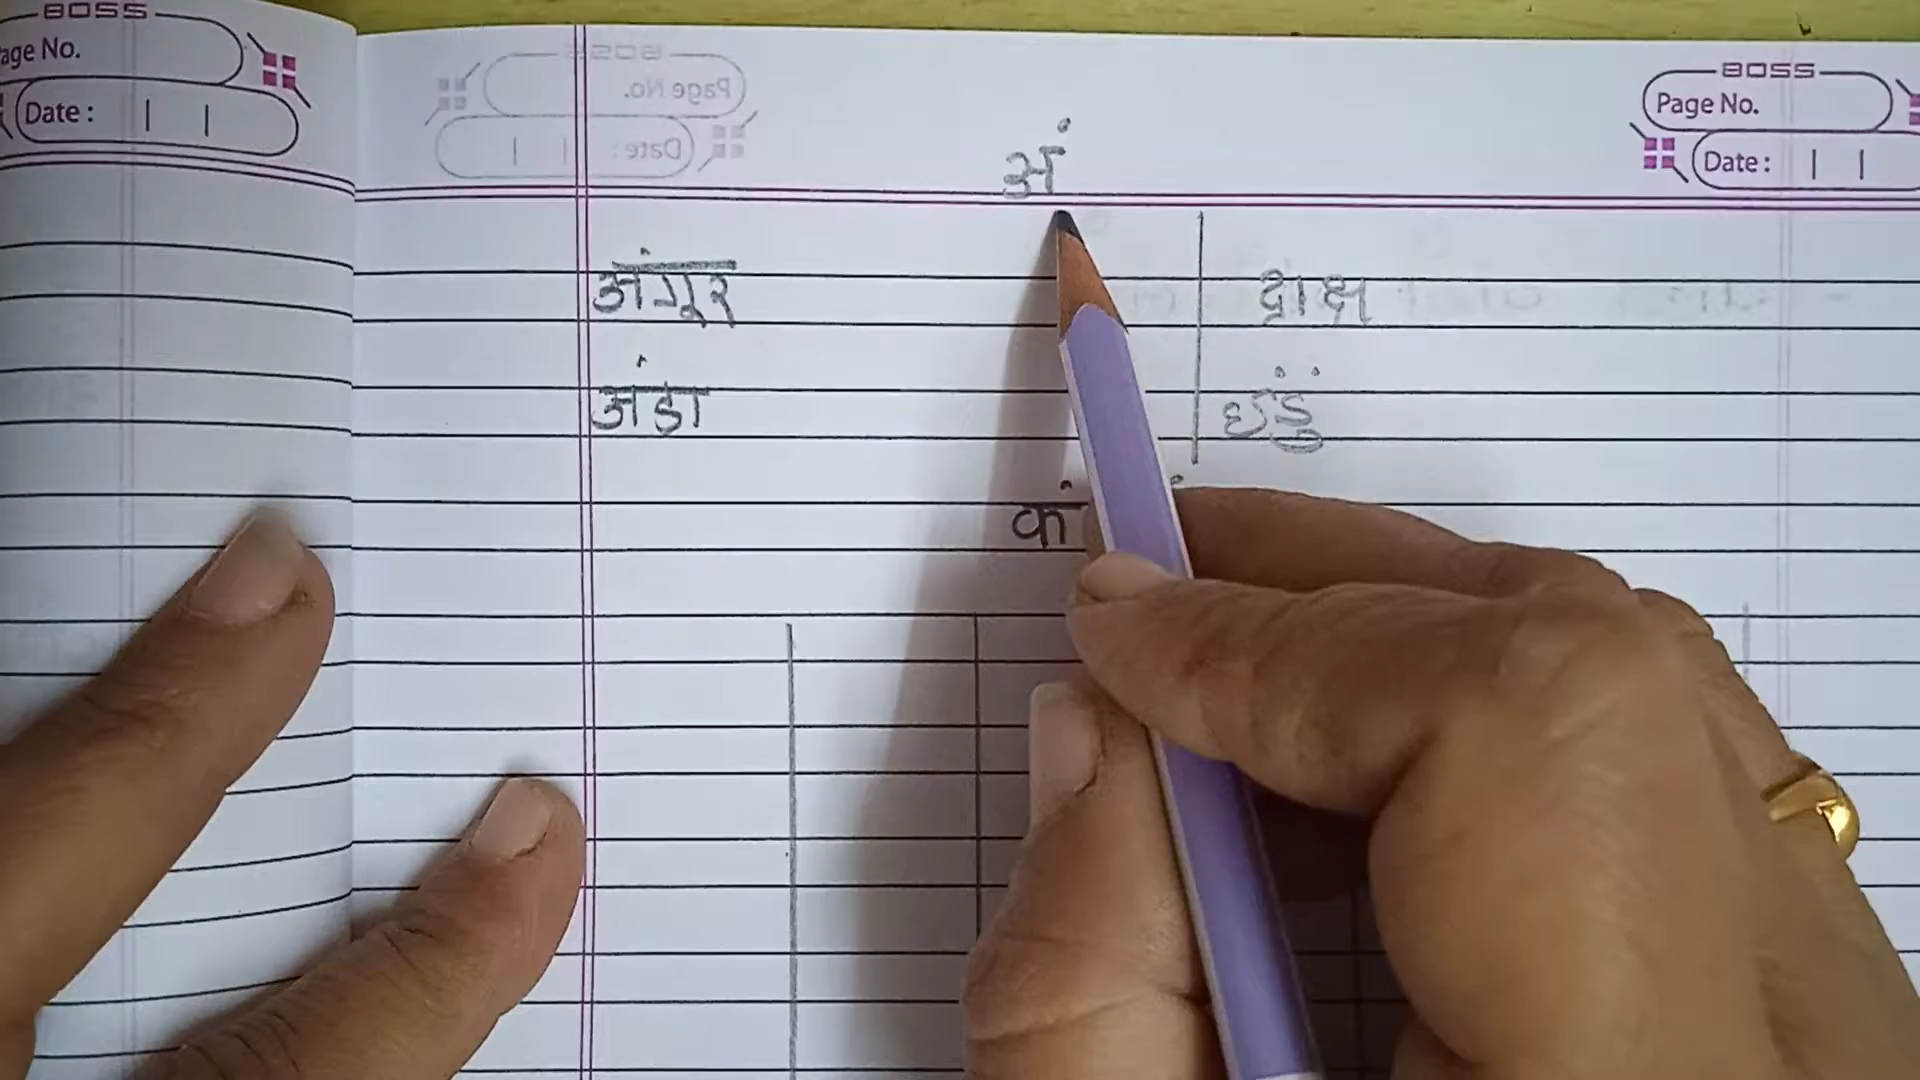 BOSS
Page No.
Date :
BOSS
Page No.
Date :
अं
अंगूर દ્રાક્ષ
अंडा ઈંડું
कं